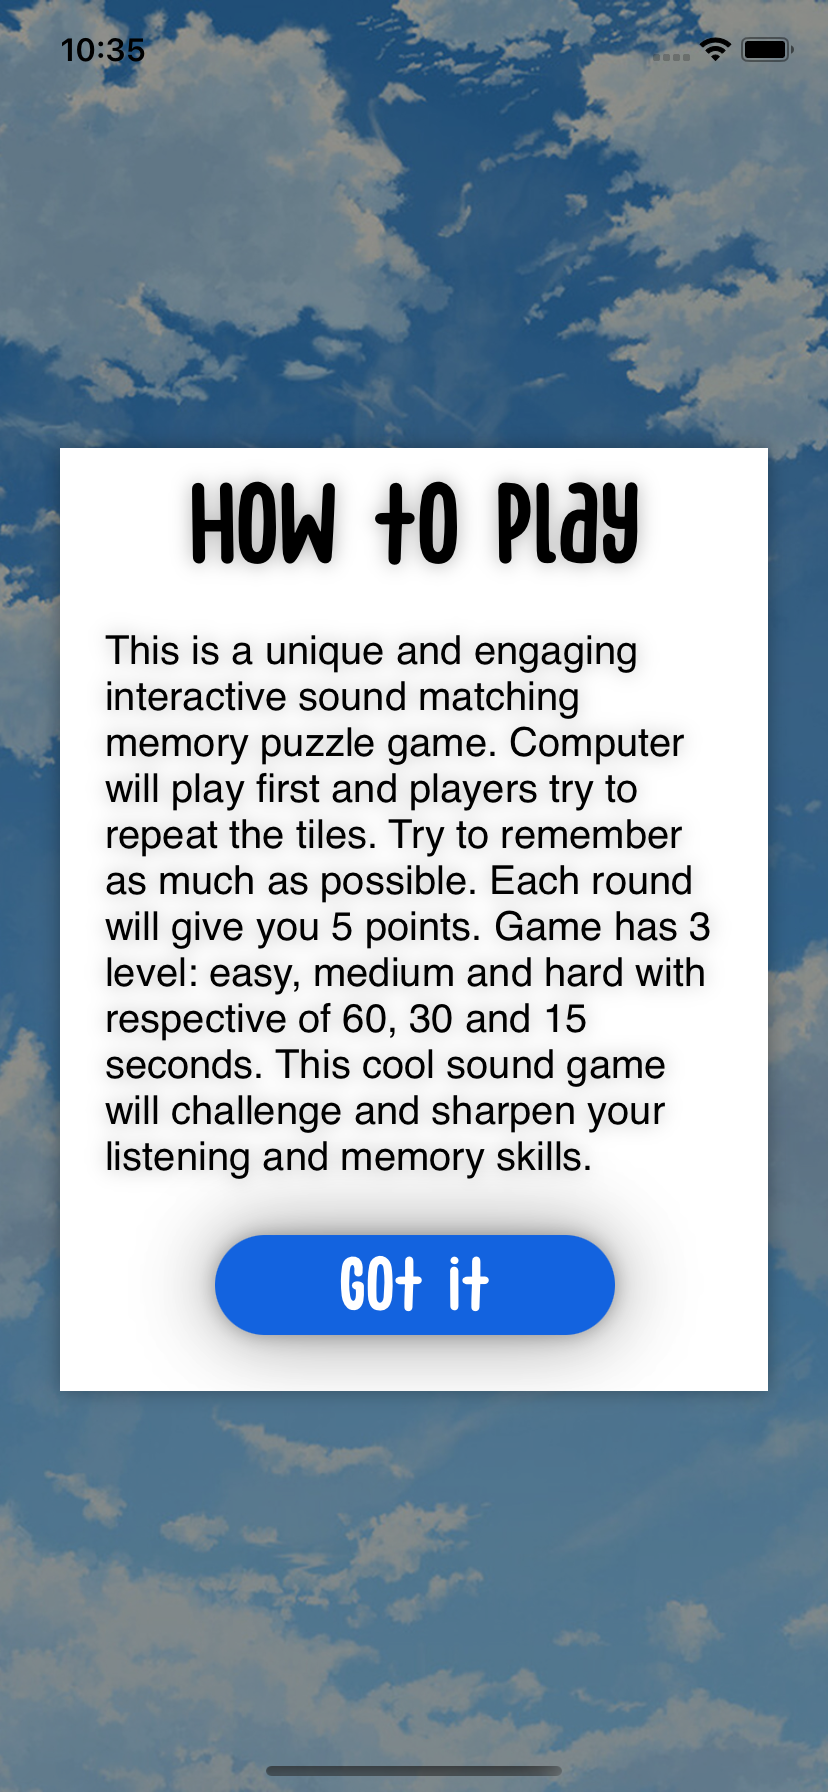 10:35
How to Play
This is a unique and engaging
interactive sound matching
memory puzzle game. Computer
will play first and players try to
repeat the tiles. Try to remember
as much as possible. Each round
will give you 5 points. Game has 3
level: easy, medium and hard with
respective of 60, 30 and 15
seconds. This cool sound game
will challenge and sharpen your
listening and memory skills.
Got it